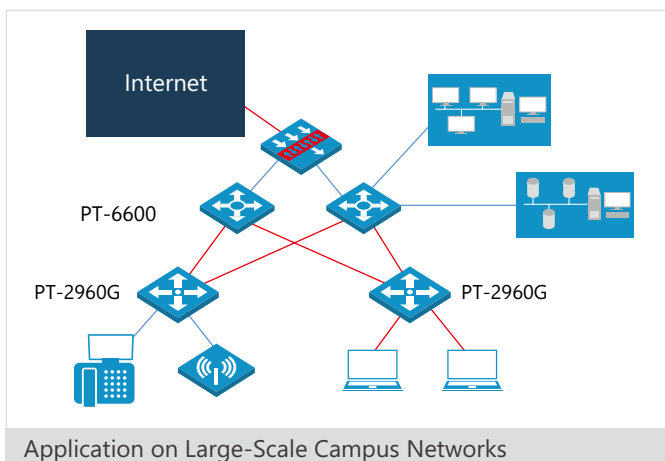 Internet
PT-6600
PT-2960G
PT-2960G
Application on Large-Scale Campus Networks